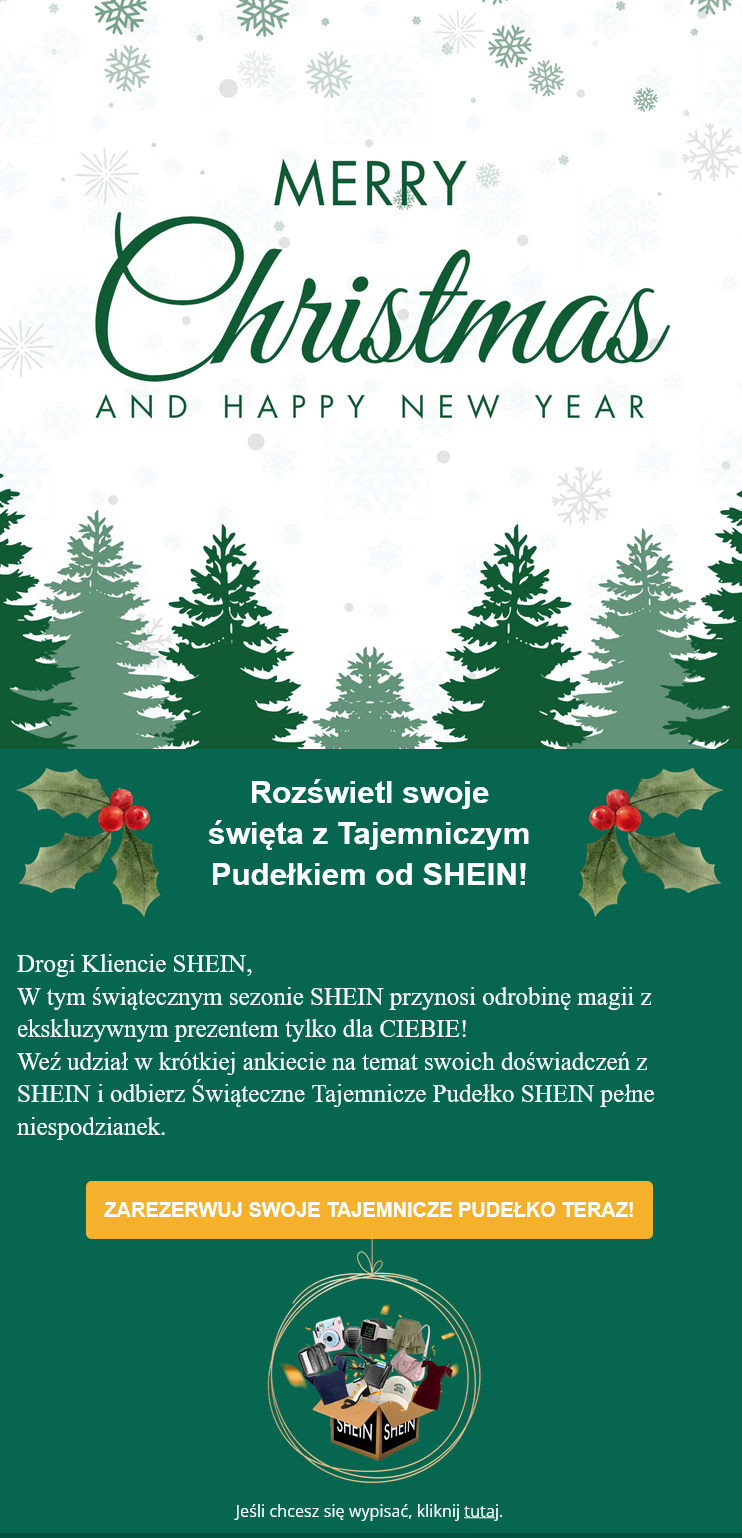 MERRY
Christmas
AND HAPPY NEW YEAR
Rozświetl swoje
święta z Tajemniczym
Pudełkiem od SHEIN!
Drogi Kliencie SHEIN,
W tym świątecznym sezonie SHEIN przynosi odrobinę magii z
ekskluzywnym prezentem tylko dla CIEBIE!
Weź udział w krótkiej ankiecie na temat swoich doświadczeń z
SHEIN i odbierz Świąteczne Tajemnicze Pudełko SHEIN pełne
niespodzianek.
ZAREZERWUJ SWOJE TAJEMNICZE PUDEŁKO TERAZ!
SHEIN SHEIN
Jeśli chcesz się wypisać, kliknij tutaj.